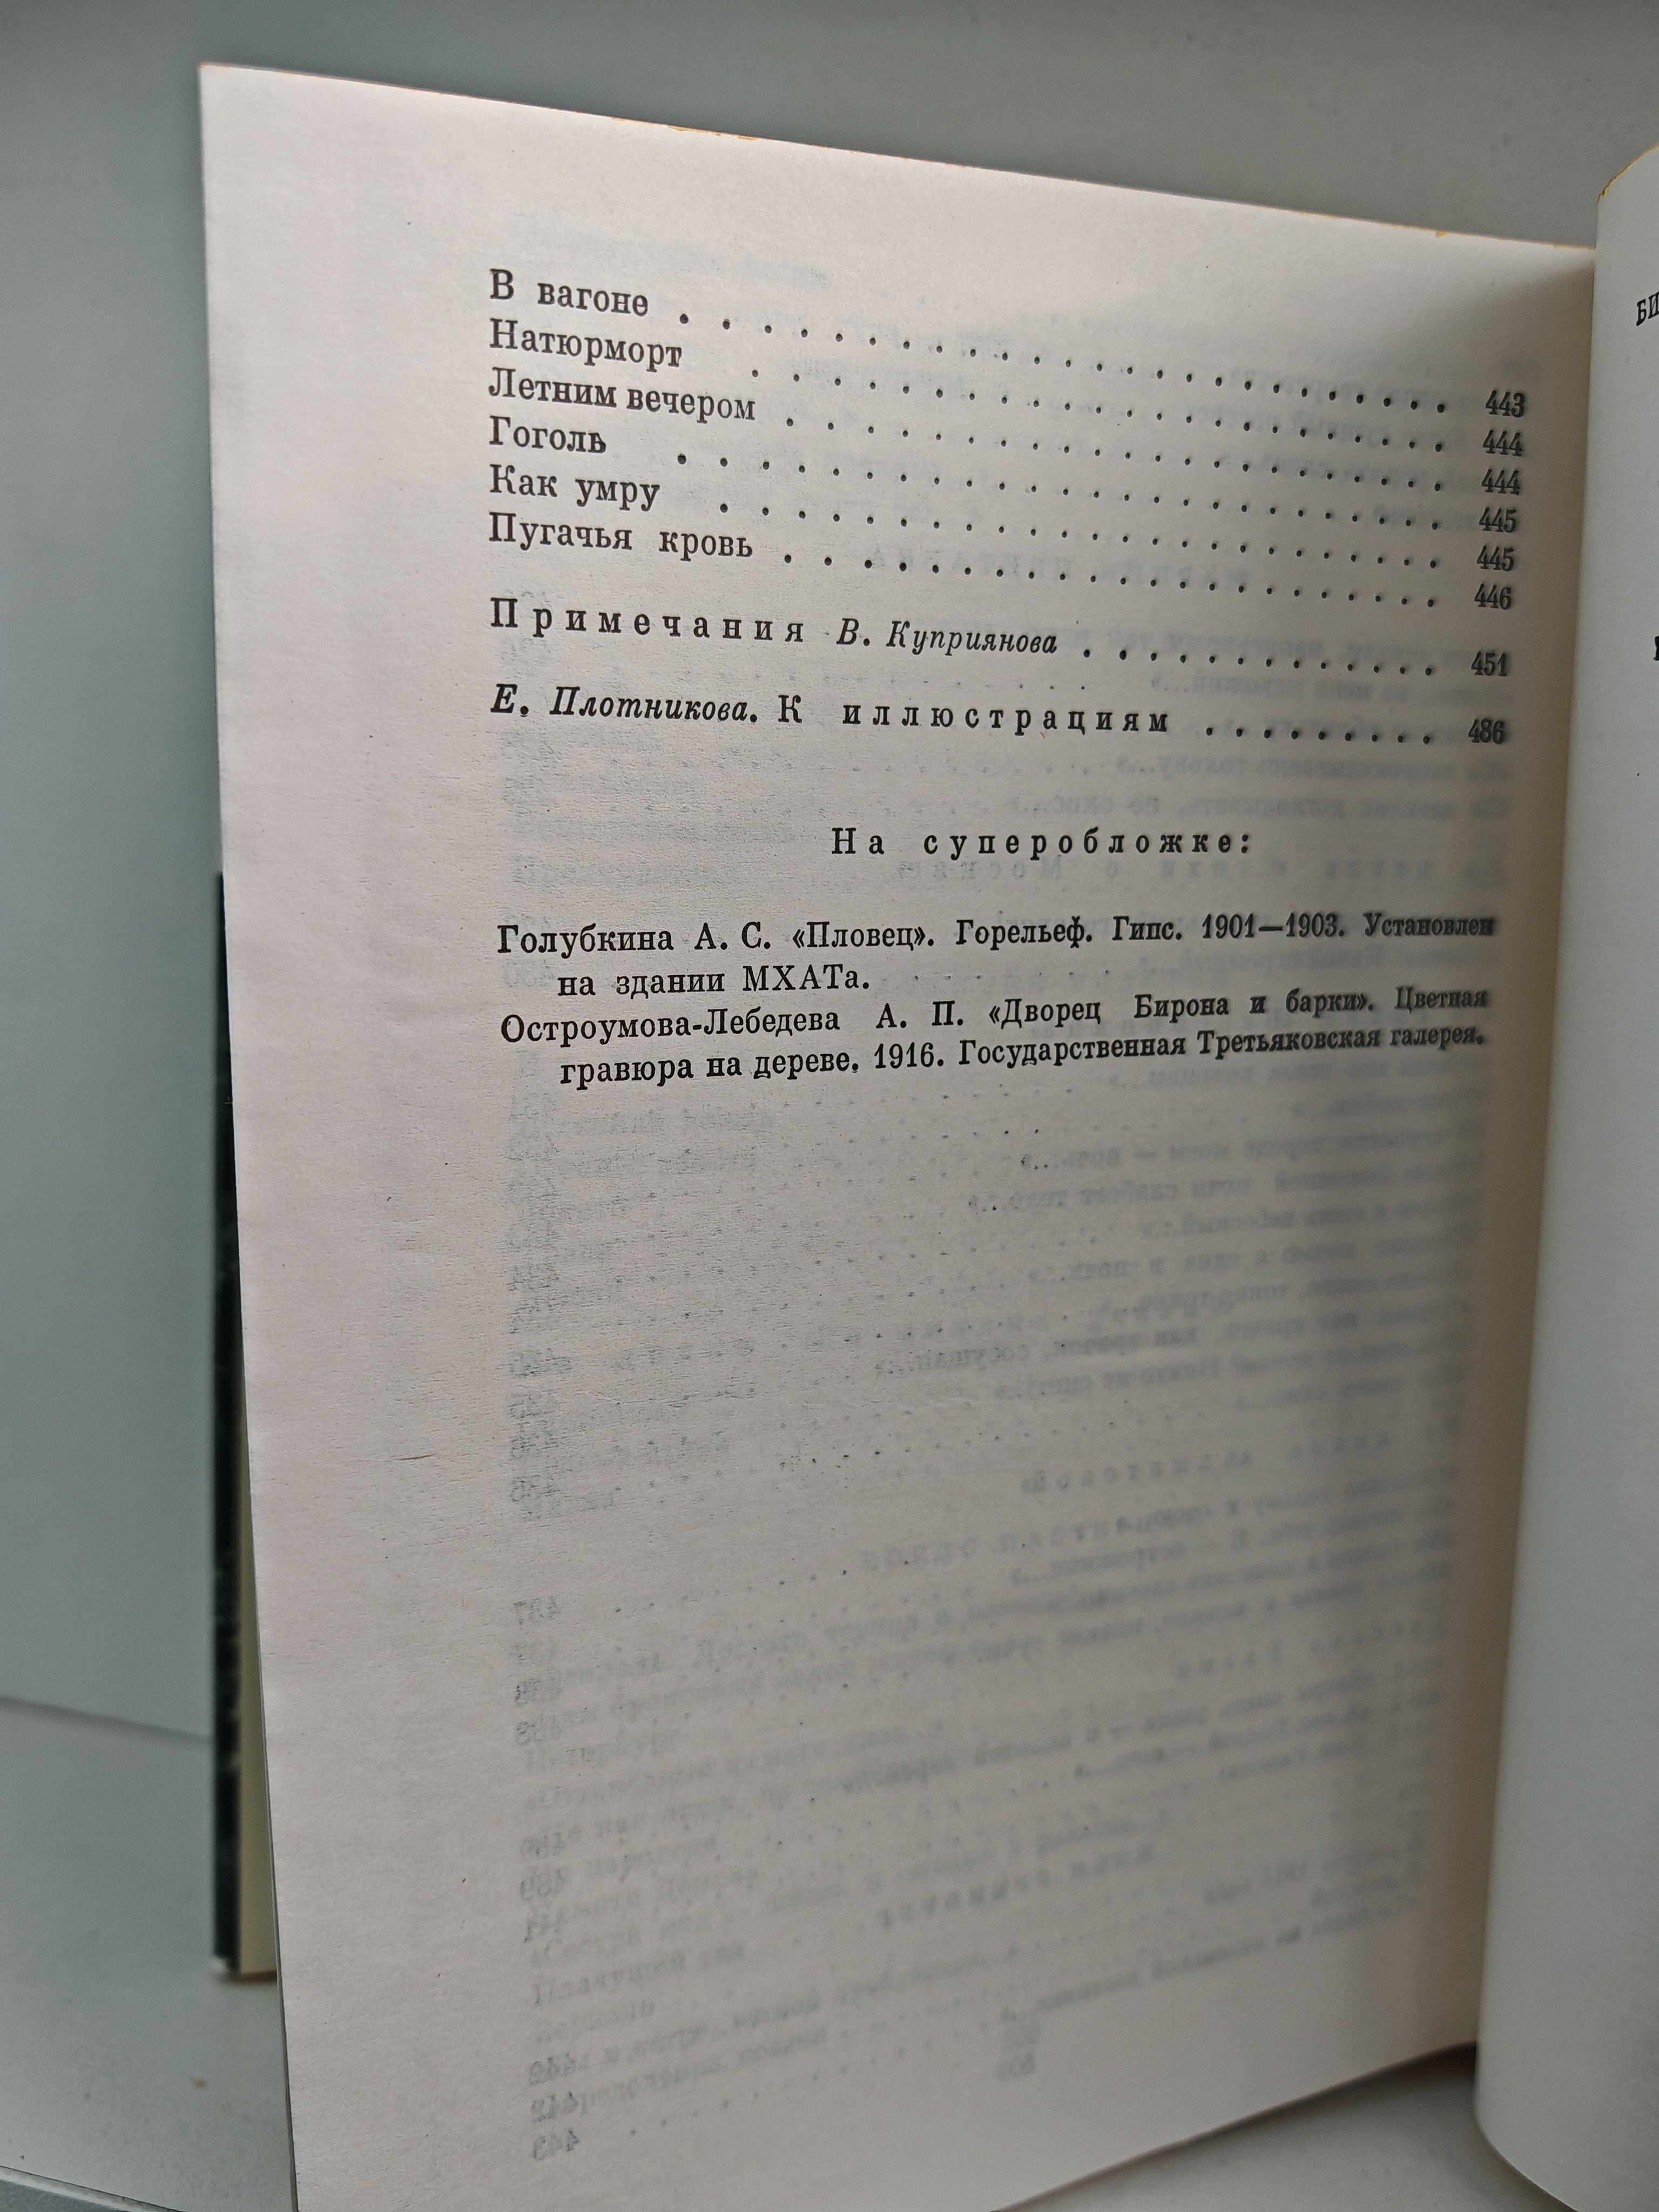 В вагоне . . . . . . . . . . . . . . . . . . . . . . . 443
Натюрморт . . . . . . . . . . . . . . . . . . . . . 444
Летним вечером . . . . . . . . . . . . . . . . . . . . 444
Гоголь . . . . . . . . . . . . . . . . . . . . . . . 445
Как умру . . . . . . . . . . . . . . . . . . . . . . 445
Пугачья кровь . . . . . . . . . . . . . . . . . . . . 446
Примечания В. Куприянова . . . . . . . . . . . . . 451
Е. Плотникова. К иллюстрациям . . . . . . . . . 486
На суперобложке:
Голубкина А. С. «Пловец». Горельеф. Гипс. 1901—1903. Установлен
на здании МХАТа.
Остроумова-Лебедева А. П. «Дворец Бирона и барки». Цветная
гравюра на дереве. 1916. Государственная Третьяковская галерея.